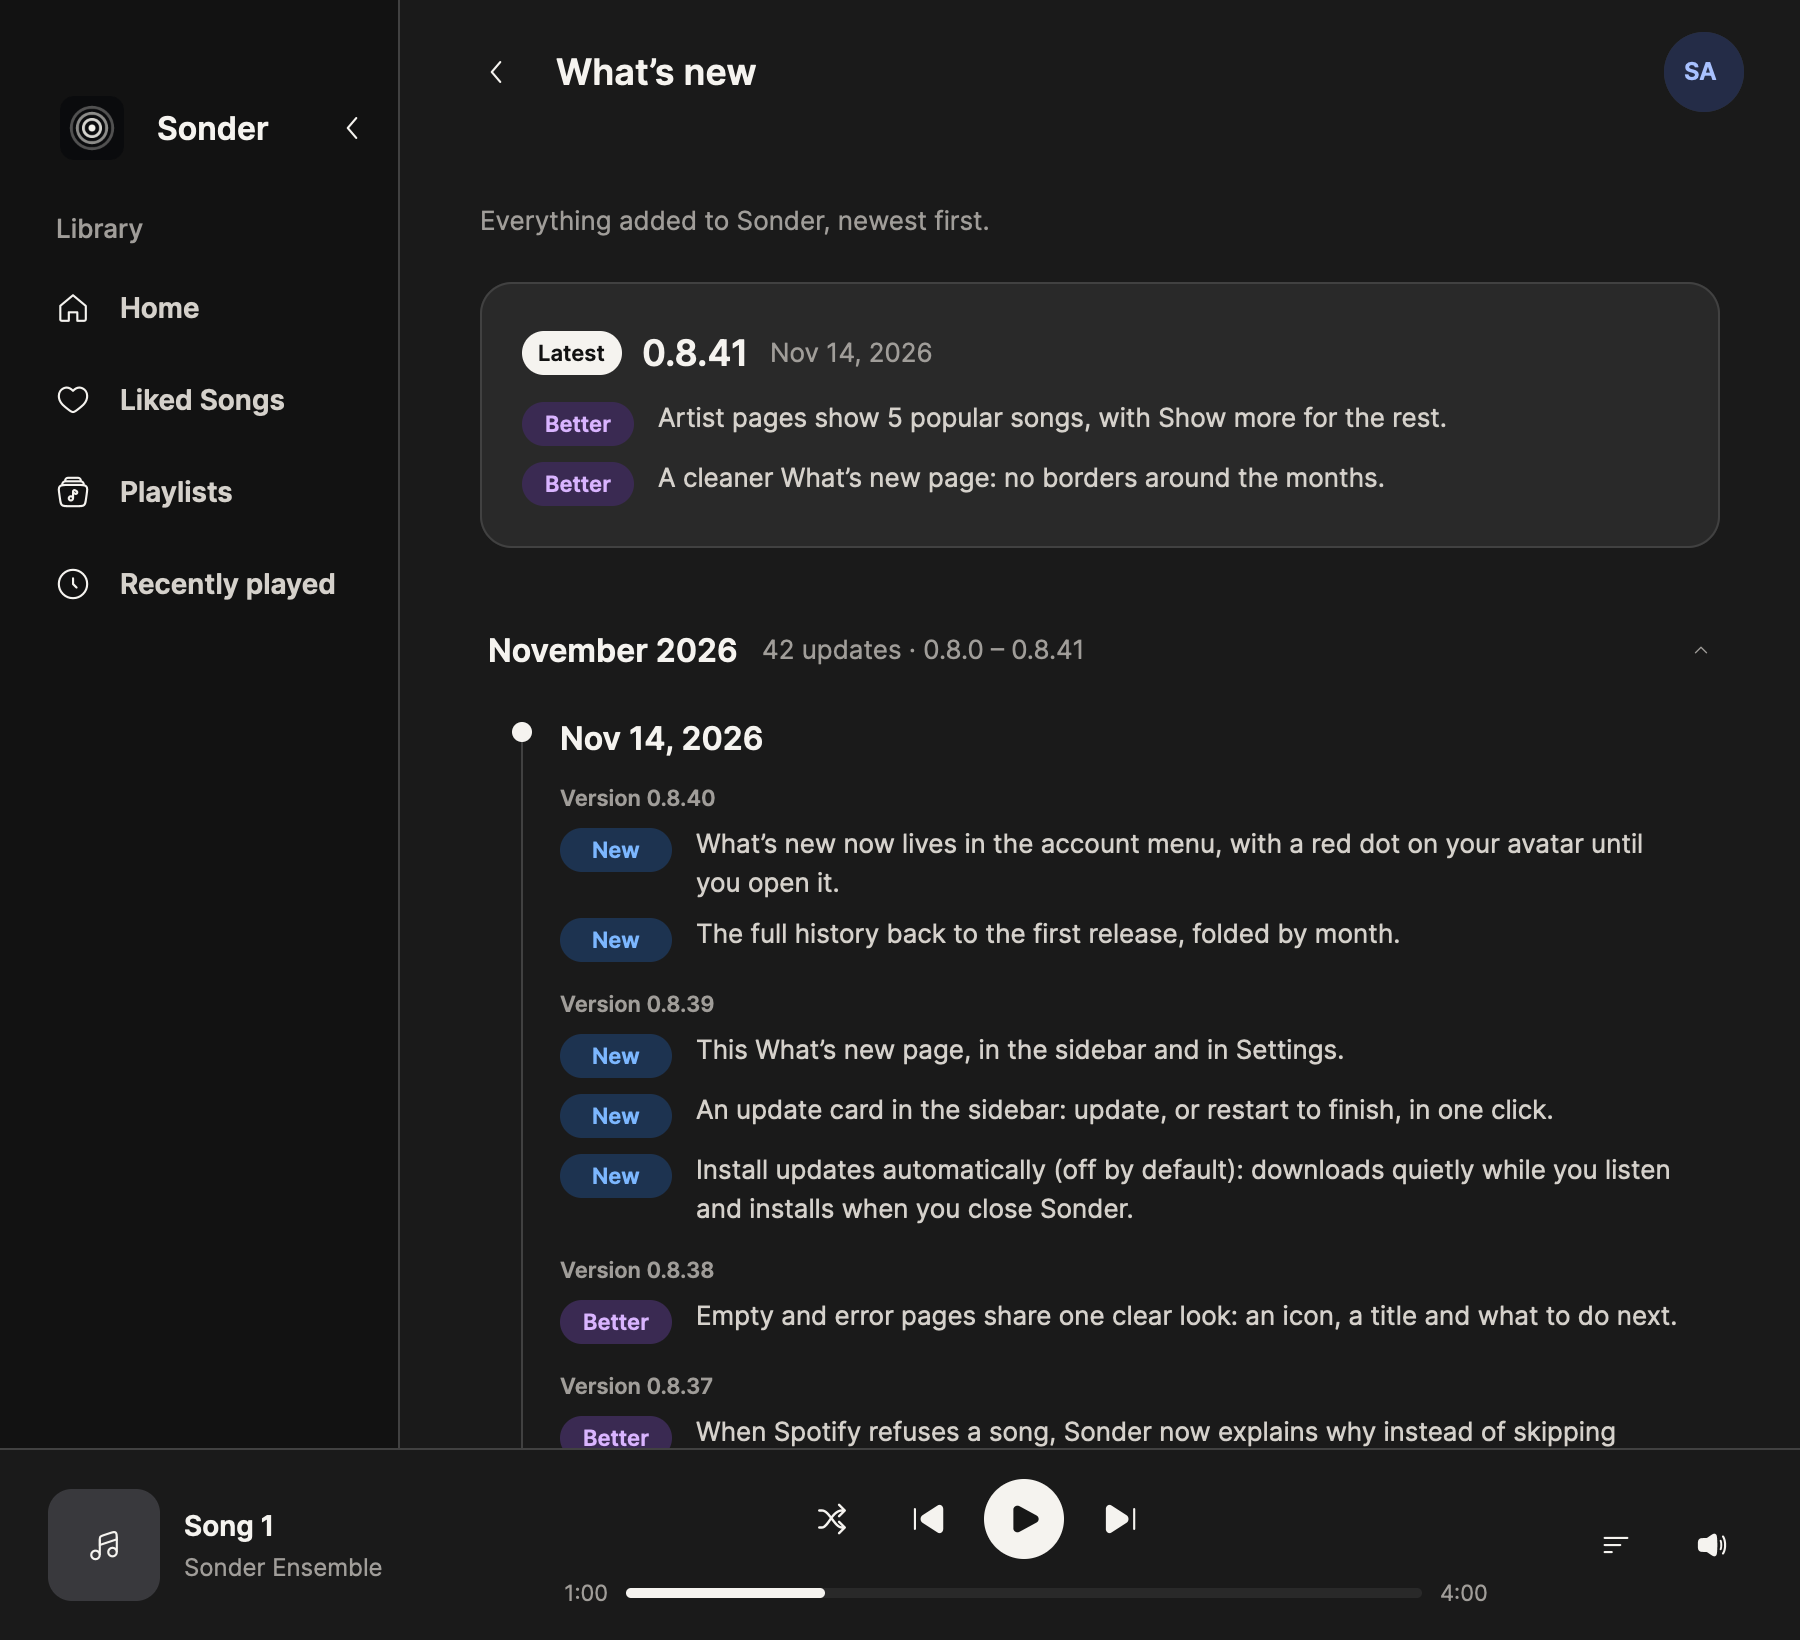 Sonder
Library
Home
Liked Songs
Playlists
Recently played
What’s new
SA
Everything added to Sonder, newest first.
Latest 0.8.41 Nov 14, 2026
Better Artist pages show 5 popular songs, with Show more for the rest.
Better A cleaner What’s new page: no borders around the months.
November 2026 42 updates · 0.8.0 – 0.8.41
Nov 14, 2026
Version 0.8.40
New What’s new now lives in the account menu, with a red dot on your avatar until
you open it.
New The full history back to the first release, folded by month.
Version 0.8.39
New This What’s new page, in the sidebar and in Settings.
New An update card in the sidebar: update, or restart to finish, in one click.
New Install updates automatically (off by default): downloads quietly while you listen
and installs when you close Sonder.
Version 0.8.38
Better Empty and error pages share one clear look: an icon, a title and what to do next.
Version 0.8.37
Better When Spotify refuses a song, Sonder now explains why instead of skipping
Song 1
Sonder Ensemble
1:00 4:00